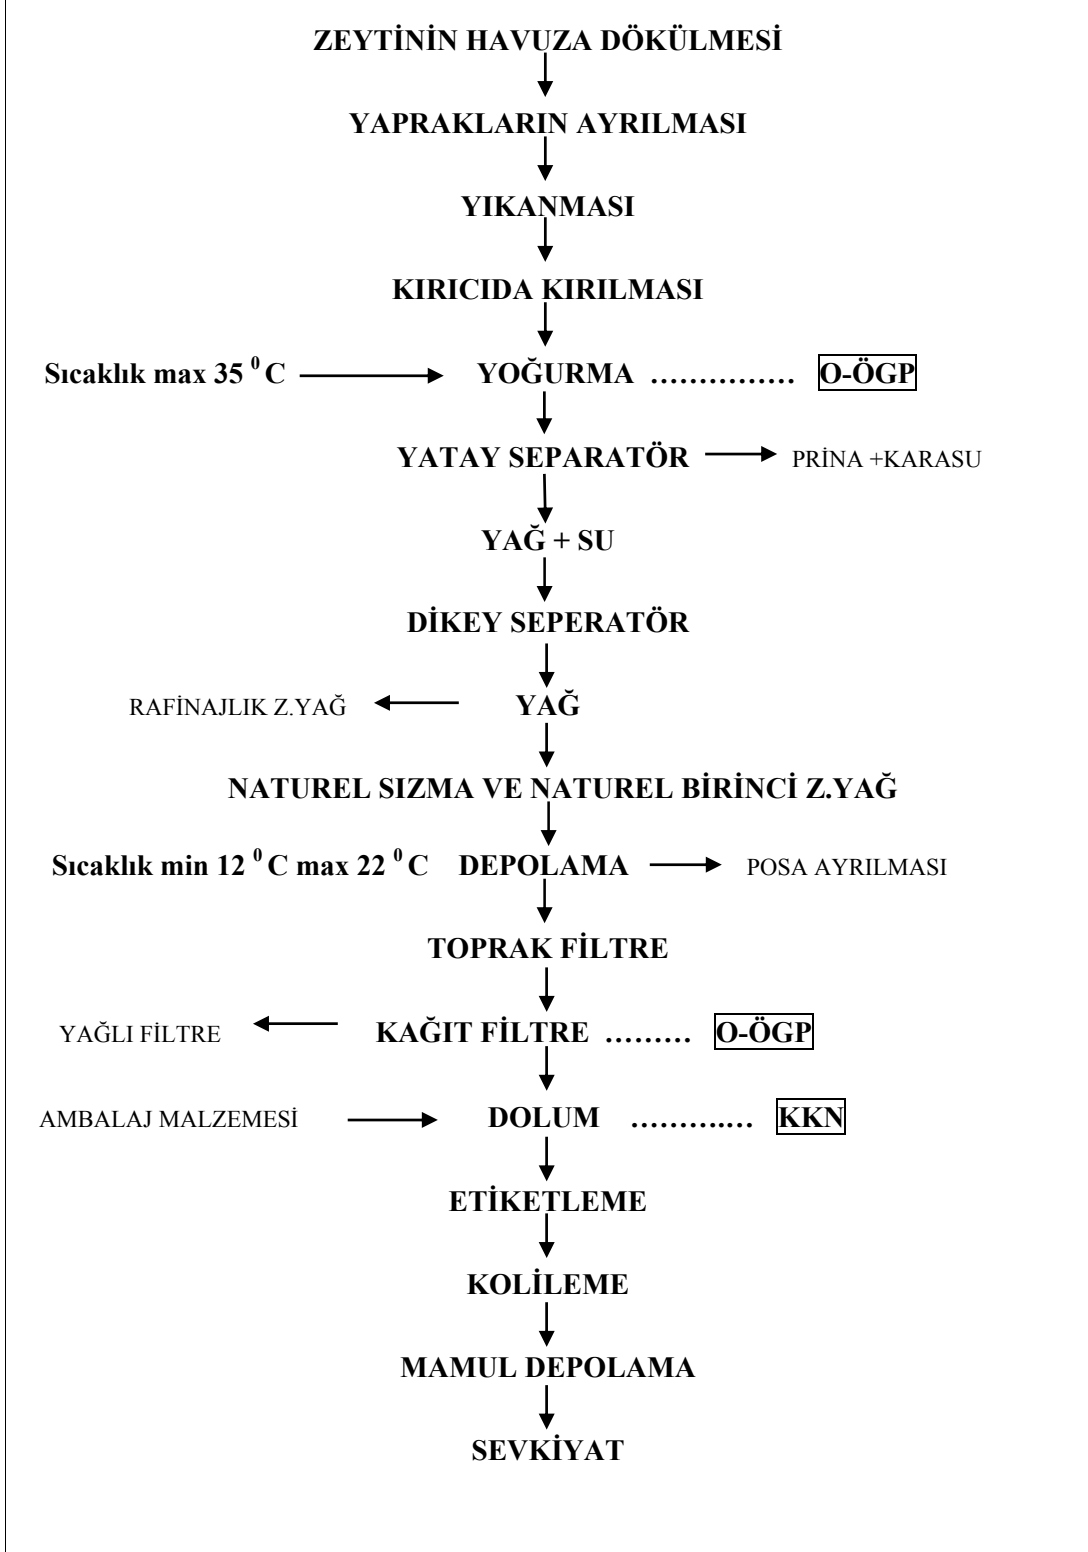 ZEYTİNİN HAVUZA DÖKÜLMESİ
YAPRAKLARIN AYRILMASI
YIKANMASI
KIRICIDA KIRILMASI
Sıcaklık max 35 ⁰ C YOĞURMA …………… O-ÖGP
YATAY SEPARATÖR PRİNA +KARASU
YAĞ + SU
DİKEY SEPERATÖR
RAFİNAJLIK Z.YAĞ YAĞ
NATUREL SIZMA VE NATUREL BİRİNCİ Z.YAĞ
Sıcaklık min 12 ⁰ C max 22 ⁰ C DEPOLAMA POSA AYRILMASI
TOPRAK FİLTRE
YAĞLI FİLTRE KAĞIT FİLTRE ……… O-ÖGP
AMBALAJ MALZEMESİ DOLUM ………..… KKN
ETİKETLEME
KOLİLEME
MAMUL DEPOLAMA
SEVKİYAT